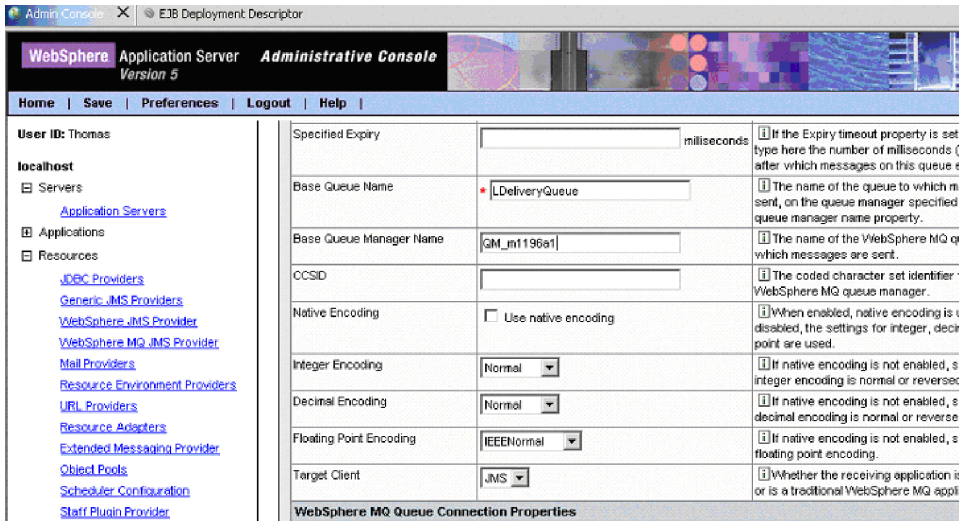 Admin Console X EJB Deployment Descriptor
WebSphere Application Server Administrative Console
Version 5
Home | Save | Preferences | Logout | Help |
User ID: Thomas
localhost
Servers
Application Servers
Applications
Resources
JDBC Providers
Generic JMS Providers
WebSphere JMS Provider
WebSphere MQ JMS Provider
Mail Providers
Resource Environment Providers
URL Providers
Resource Adapters
Extended Messaging Provider
Object Pools
Scheduler Configuration
Staff Plugin Provider
Specified Expiry
miliseconds
If the Expiry timeout property is set
type here the number of milliseconds (
after which messages on this queue e
Base Queue Name
* LDeliveryQueue
The name of the queue to which m
sent, on the queue manager specified
queue manager name property.
Base Queue Manager Name
QM_m1196a1
The name of the WebSphere MQ qu
which messages are sent.
CCSID
The coded character set identifier
WebSphere MQ queue manager.
Native Encoding
Use native encoding
When enabled, native encoding is u
disabled, the settings for integer, deci
point are used.
Integer Encoding
Normal
If native encoding is not enabled, s
integer encoding is normal or reversed
Decimal Encoding
Normal
If native encoding is not enabled, s
decimal encoding is normal or reverse
Floating Point Encoding
IEEENormal
If native encoding is not enabled, s
floating point encoding.
Target Client
JMS
Whether the receiving application is
or is a traditional WebSphere MQ appli
WebSphere MQ Queue Connection Properties